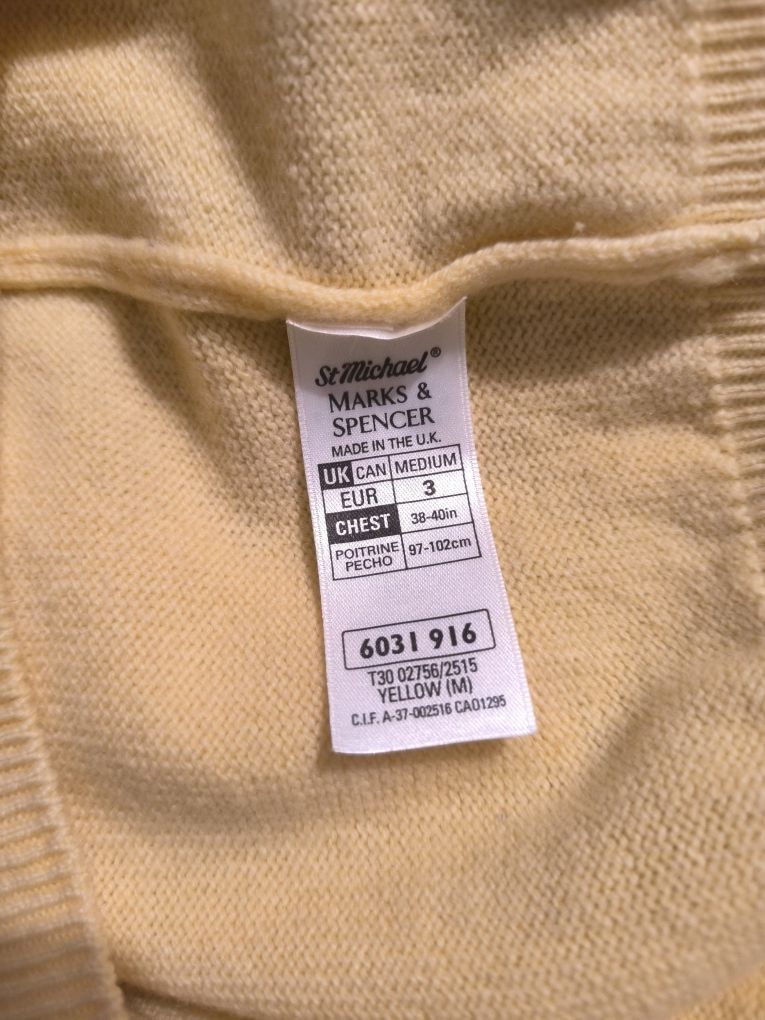 St Michael®
MARKS &
SPENCER
MADE IN THE U.K.
UK CAN MEDIUM
EUR 3
CHEST 38-40in
POITRINE
PECHO 97-102cm
6031 916
T30 02756/2515
YELLOW (M)
C.I.F. A-37-002516 CA01295